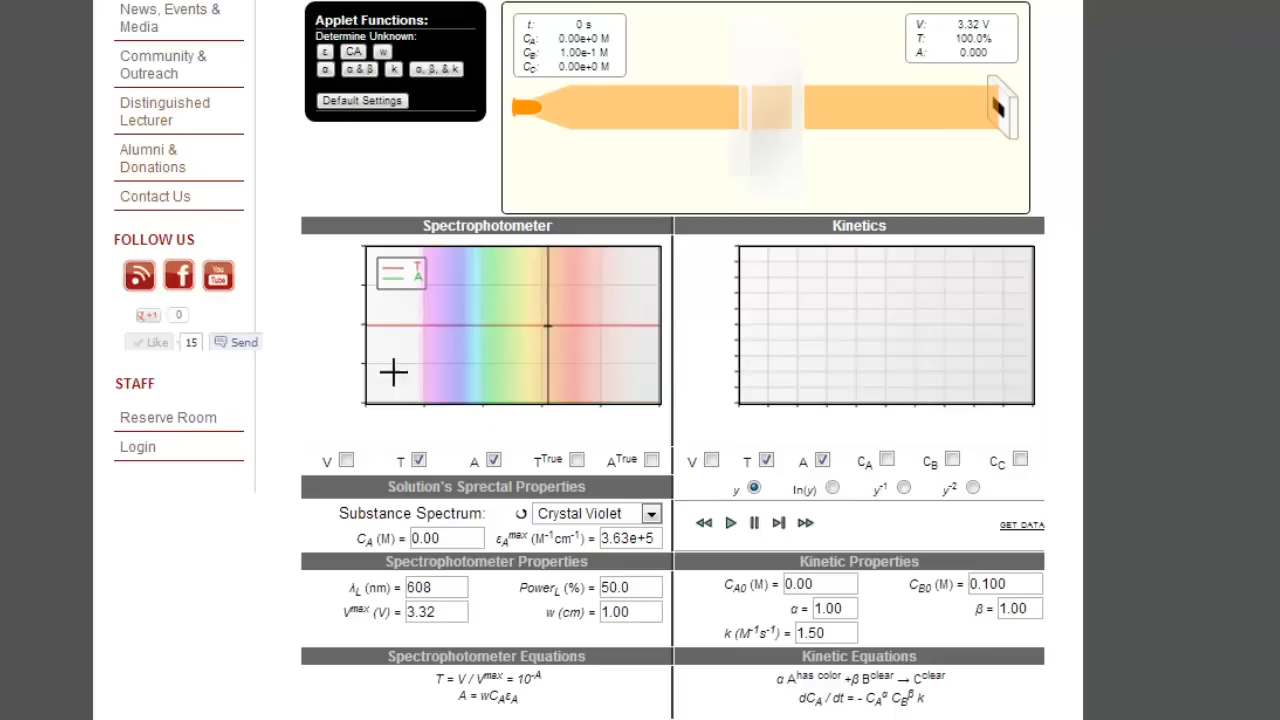 News, Events &
Media
Community &
Outreach
Distinguished
Lecturer
Alumni &
Donations
Contact Us
FOLLOW US
You
Tube
+1 0
Like 15 Send
STAFF
Reserve Room
Login
Applet Functions:
Determine Unknown:
ε CA w
α α & β k α, β, & k
Default Settings
t: 0 s
CA: 0.00e+0 M
CB: 1.00e-1 M
CC: 0.00e+0 M
V: 3.32 V
T: 100.0%
A: 0.000
Spectrophotometer
T
A
V T A TTrue ATrue
Solution's Sprectal Properties
Substance Spectrum: Crystal Violet
CA (M) = 0.00 εAmax (M-1cm-1) = 3.63e+5
Spectrophotometer Properties
λL (nm) = 608 PowerL (%) = 50.0
Vmax (V) = 3.32 w (cm) = 1.00
Spectrophotometer Equations
T = V / Vmax = 10-A
A = wCAεA
Kinetics
V T A CA CB CC
y ln(y) y-1 y-2
GET DATA
Kinetic Properties
CA0 (M) = 0.00 CB0 (M) = 0.100
α = 1.00 β = 1.00
k (M-1s-1) = 1.50
Kinetic Equations
α Ahas color +β Bclear → Cclear
dCA / dt = - CAα CBβ k